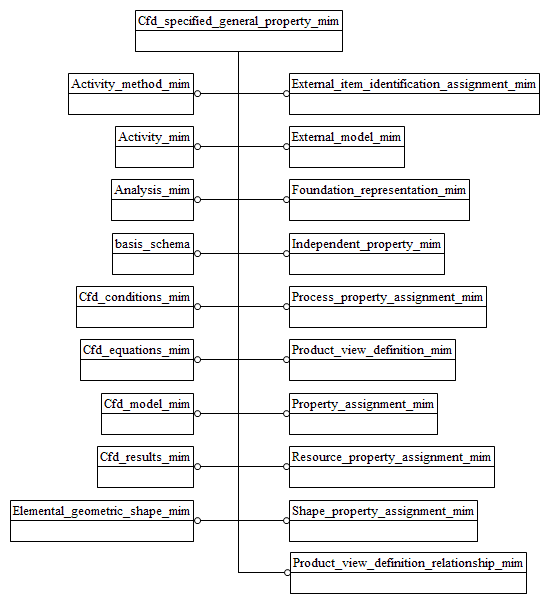 Cfd_specified_general_property_mim
Activity_method_mim
External_item_identification_assignment_mim
Activity_mim
External_model_mim
Analysis_mim
Foundation_representation_mim
basis_schema
Independent_property_mim
Cfd_conditions_mim
Process_property_assignment_mim
Cfd_equations_mim
Product_view_definition_mim
Cfd_model_mim
Property_assignment_mim
Cfd_results_mim
Resource_property_assignment_mim
Elemental_geometric_shape_mim
Shape_property_assignment_mim
Product_view_definition_relationship_mim